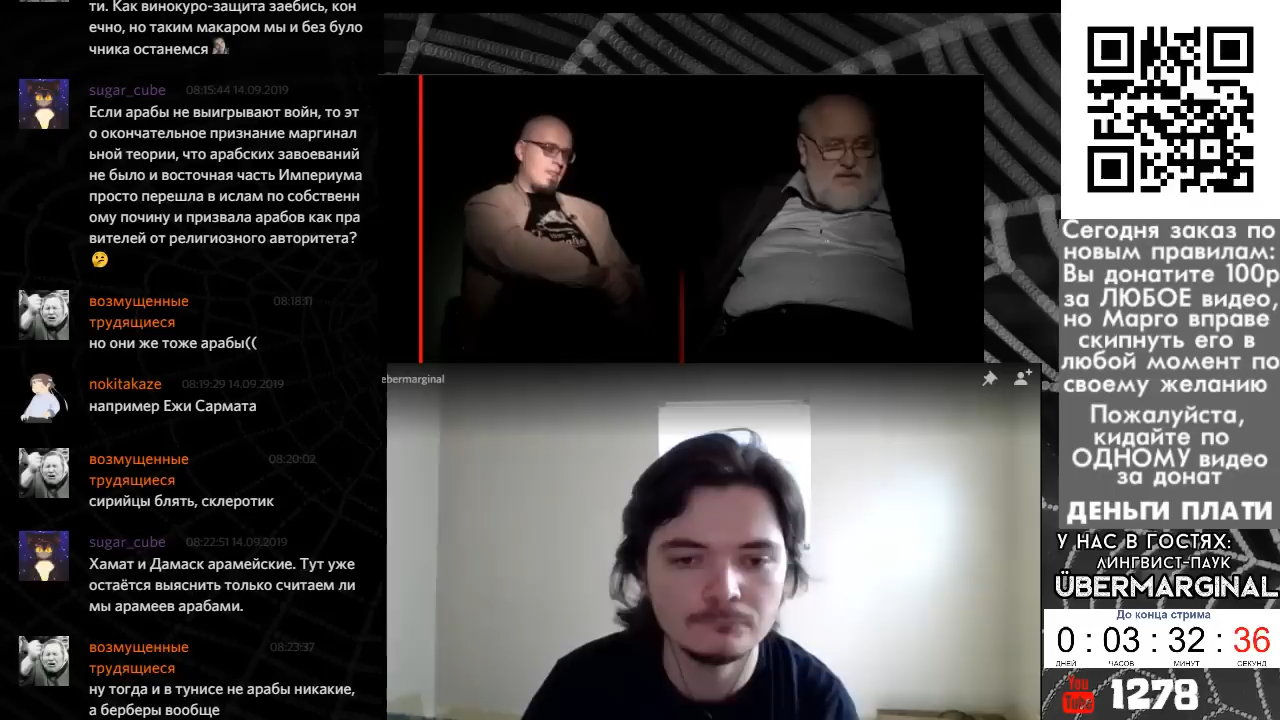 ти. Как винокуро-защита заебись, кон
ечно, но таким макаром мы и без було
чника останемся
sugar_cube 08:15:44 14.09.2019
Если арабы не выигрывают войн, то эт
о окончательное признание маргинал
ьной теории, что арабских завоеваний
не было и восточная часть Империума
просто перешла в ислам по собственн
ому почину и призвала арабов как пра
вителей от религиозного авторитета?
возмущенные 08:18:11
трудящиеся
но они же тоже арабы((
nokitakaze 08:19:29 14.09.2019
например Ежи Сармата
возмущенные 08:20:02
трудящиеся
сирийцы блять, склеротик
sugar_cube 08:22:51 14.09.2019
Хамат и Дамаск арамейские. Тут уже
остаётся выяснить только считаем ли
мы арамеев арабами.
возмущенные 08:23:37
трудящиеся
ну тогда и в тунисе не арабы никакие,
а берберы вообще
ebermarginal
Сегодня заказ по
новым правилам:
Вы донатите 100р
за ЛЮБОЕ видео,
но Марго вправе
скипнуть его в
любой момент по
своему желанию
Пожалуйста,
кидайте по
ОДНОМУ видео
за донат
ДЕНЬГИ ПЛАТИ
У НАС В ГОСТЯХ:
ЛИНГВИСТ-ПАУК
ÜBERMARGINAL
До конца стрима
0 : 03 : 32 : 36
ДНЕЙ ЧАСОВ МИНУТ СЕКУНД
You Tube 1278